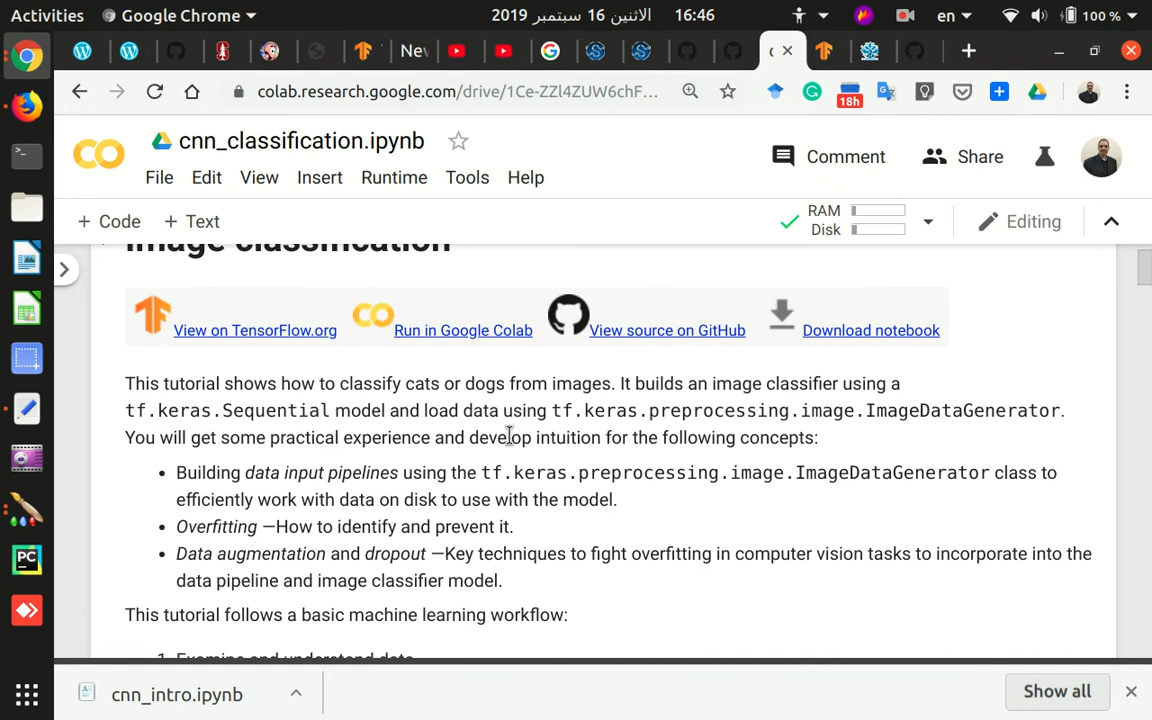 Activities Google Chrome الاثنين 16 سبتمبر 2019 16:46 en 100 %
Nev
colab.research.google.com/drive/1Ce-ZZl4ZUW6chF... 18h
cnn_classification.ipynb
Comment Share
File Edit View Insert Runtime Tools Help
+ Code + Text RAM Disk Editing
Image classification
View on TensorFlow.org Run in Google Colab View source on GitHub Download notebook
This tutorial shows how to classify cats or dogs from images. It builds an image classifier using a
tf.keras.Sequential model and load data using tf.keras.preprocessing.image.ImageDataGenerator.
You will get some practical experience and develop intuition for the following concepts:
• Building data input pipelines using the tf.keras.preprocessing.image.ImageDataGenerator class to
efficiently work with data on disk to use with the model.
• Overfitting —How to identify and prevent it.
• Data augmentation and dropout —Key techniques to fight overfitting in computer vision tasks to incorporate into the
data pipeline and image classifier model.
This tutorial follows a basic machine learning workflow:
1. Examine and understand data
cnn_intro.ipynb Show all